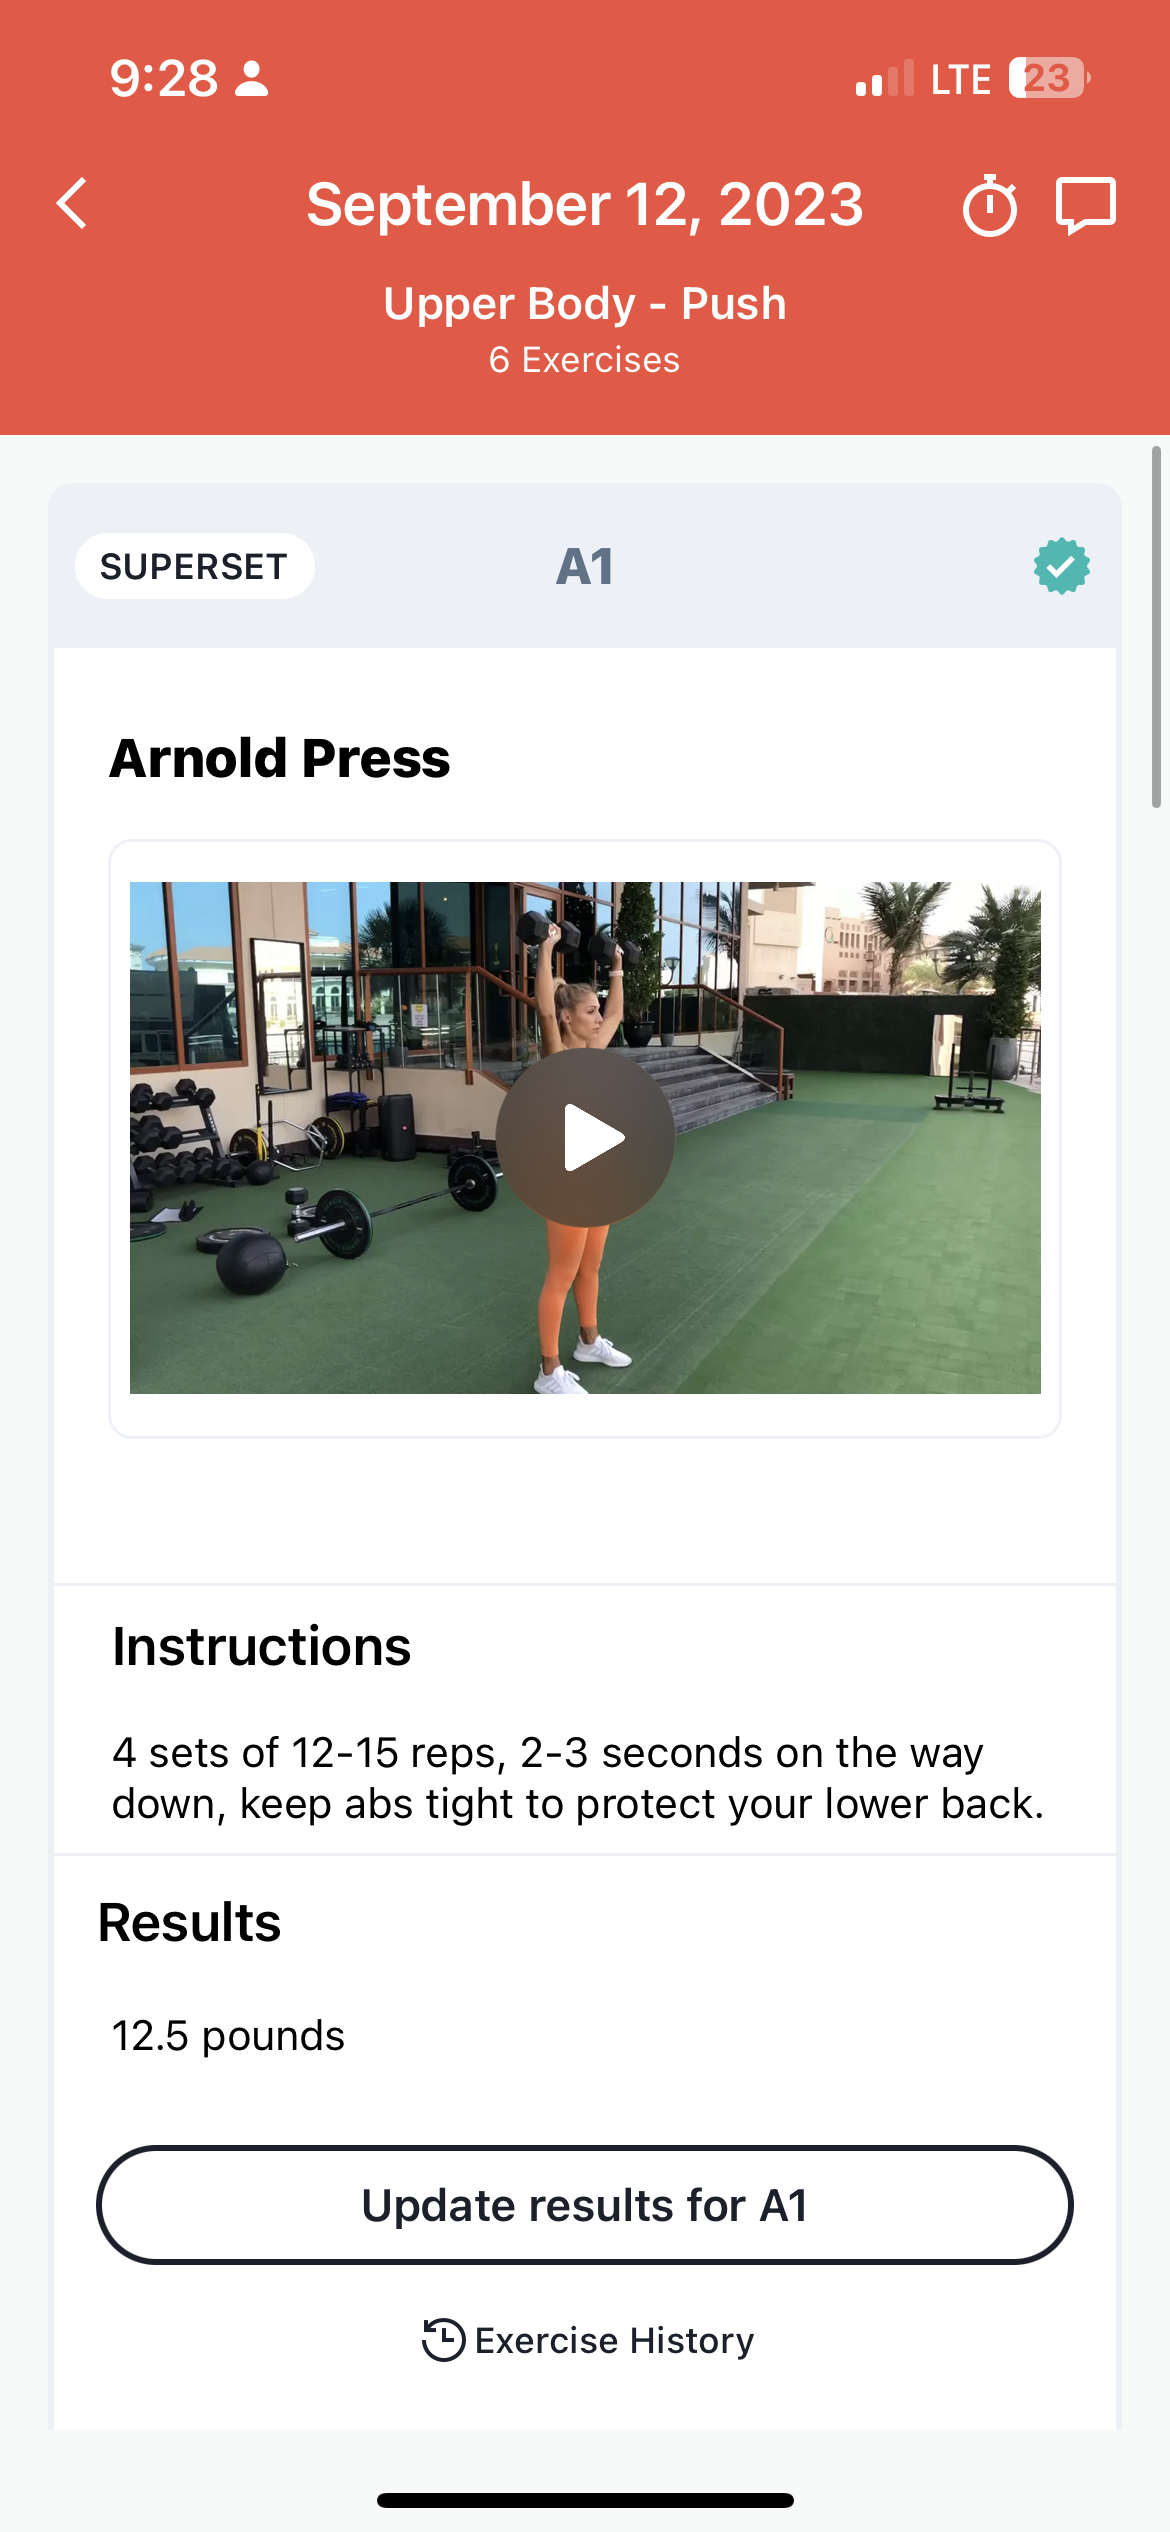 9:28
LTE 23
September 12, 2023
Upper Body - Push
6 Exercises
SUPERSET
A1
Arnold Press
Instructions
4 sets of 12-15 reps, 2-3 seconds on the way
down, keep abs tight to protect your lower back.
Results
12.5 pounds
Update results for A1
Exercise History